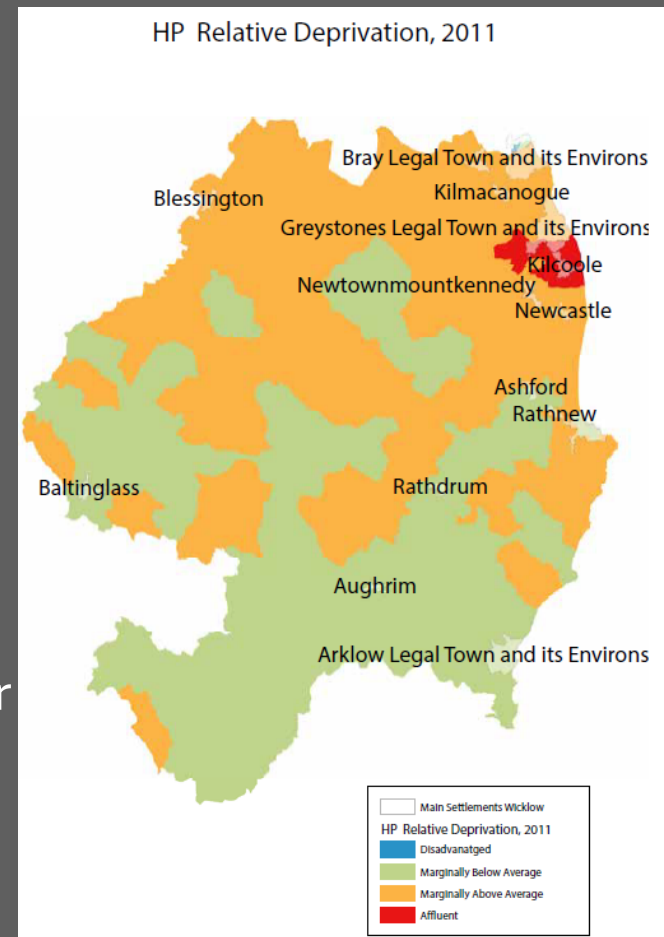 HP Relative Deprivation, 2011
Bray Legal Town and its Environs
Kilmacanogue
Blessington
Greystones Legal Town and its Environs
Kilcoole
Newtownmountkennedy
Newcastle
Ashford
Rathnew
Baltinglass
Rathdrum
Aughrim
Arklow Legal Town and its Environs
r
Main Settlements Wicklow
HP Relative Deprivation, 2011
Disadvanatged
Marginally Below Average
Marginally Above Average
Affluent